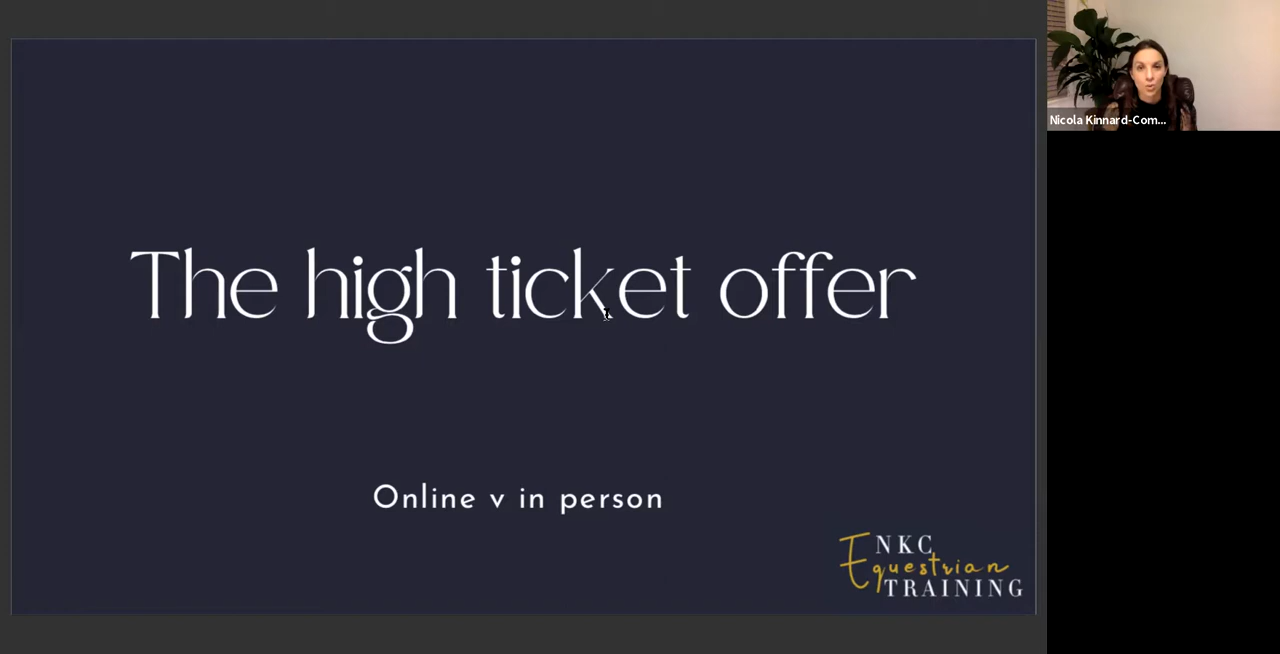 Nicola Kinnard-Com...
The high ticket offer
Online v in person
NKC
Equestrian
TRAINING